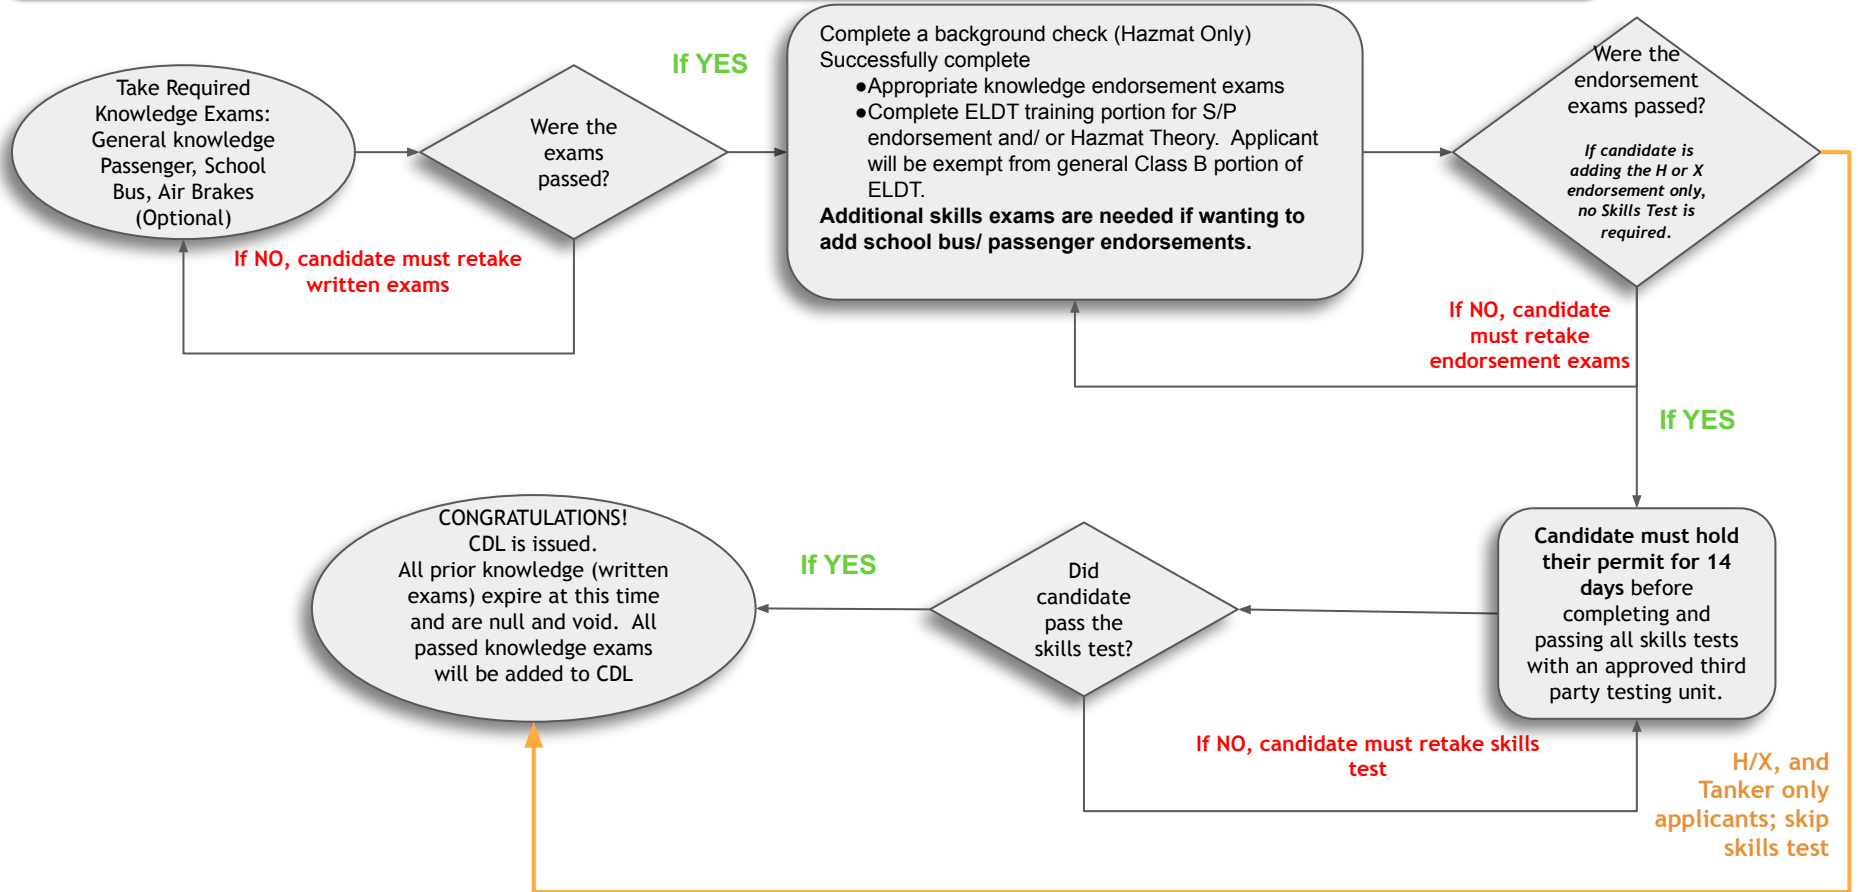 Take Required
Knowledge Exams:
General knowledge
Passenger, School
Bus, Air Brakes
(Optional)
Were the
exams
passed?
If YES
If NO, candidate must retake
written exams
Complete a background check (Hazmat Only)
Successfully complete
●Appropriate knowledge endorsement exams
●Complete ELDT training portion for S/P
endorsement and/ or Hazmat Theory.  Applicant
will be exempt from general Class B portion of
ELDT.
Additional skills exams are needed if wanting to
add school bus/ passenger endorsements.
Were the
endorsement
exams passed?
If candidate is
adding the H or X
endorsement only,
no Skills Test is
required.
If NO, candidate
must retake
endorsement exams
If YES
Candidate must hold
their permit for 14
days before
completing and
passing all skills tests
with an approved third
party testing unit.
Did
candidate
pass the
skills test?
If YES
If NO, candidate must retake skills
test
CONGRATULATIONS!
CDL is issued.
All prior knowledge (written
exams) expire at this time
and are null and void.  All
passed knowledge exams
will be added to CDL
H/X, and
Tanker only
applicants; skip
skills test